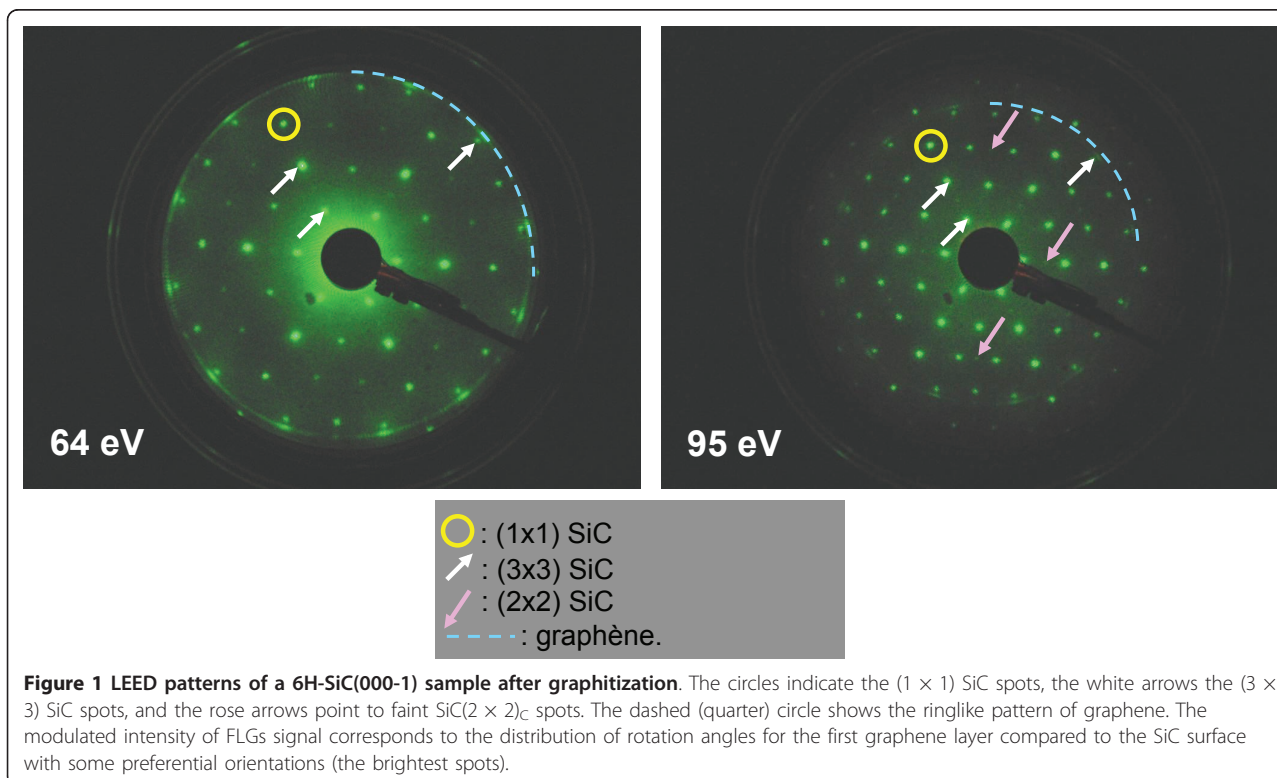 64 eV
95 eV
: (1x1) SiC
: (3x3) SiC
: (2x2) SiC
: graphène.
Figure 1 LEED patterns of a 6H-SiC(000-1) sample after graphitization. The circles indicate the (1 × 1) SiC spots, the white arrows the (3 ×
3) SiC spots, and the rose arrows point to faint SiC(2 × 2)C spots. The dashed (quarter) circle shows the ringlike pattern of graphene. The
modulated intensity of FLGs signal corresponds to the distribution of rotation angles for the first graphene layer compared to the SiC surface
with some preferential orientations (the brightest spots).